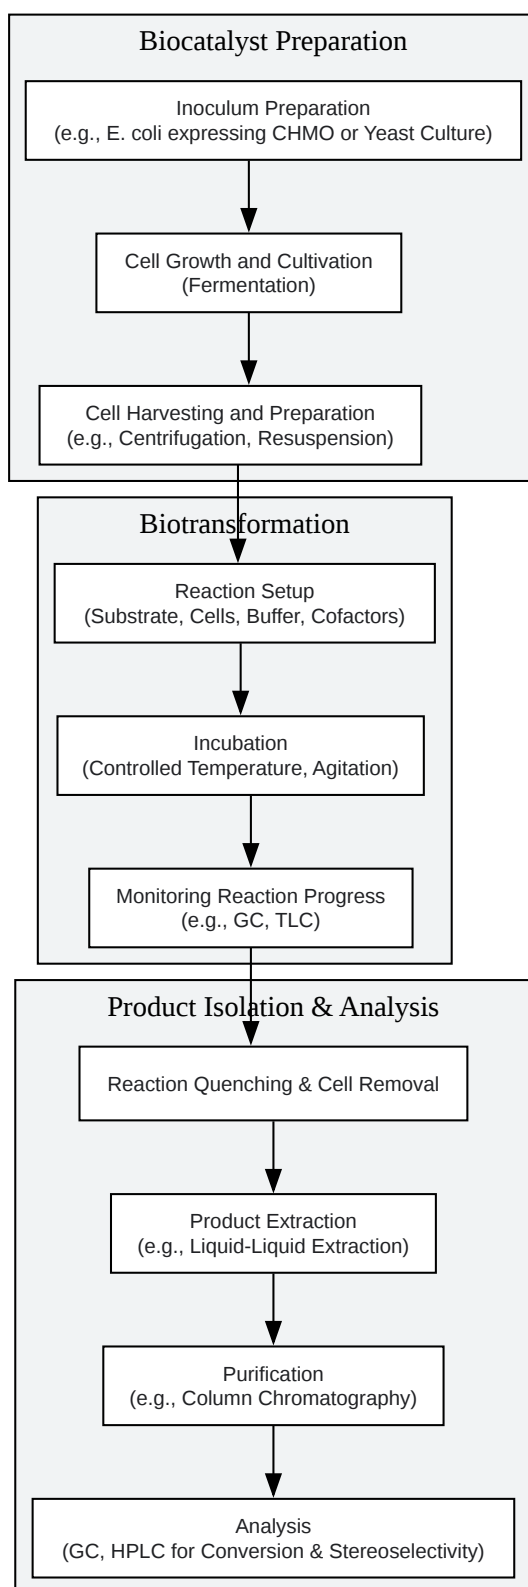 Biocatalyst Preparation
Inoculum Preparation
(e.g., E. coli expressing CHMO or Yeast Culture)
Cell Growth and Cultivation
(Fermentation)
Cell Harvesting and Preparation
(e.g., Centrifugation, Resuspension)
Biotransformation
Reaction Setup
(Substrate, Cells, Buffer, Cofactors)
Incubation
(Controlled Temperature, Agitation)
Monitoring Reaction Progress
(e.g., GC, TLC)
Product Isolation & Analysis
Reaction Quenching & Cell Removal
Product Extraction
(e.g., Liquid-Liquid Extraction)
Purification
(e.g., Column Chromatography)
Analysis
(GC, HPLC for Conversion & Stereoselectivity)